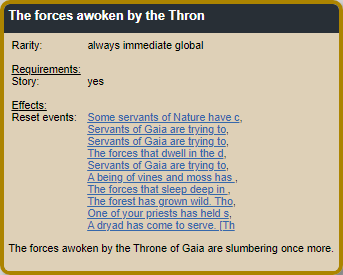 The forces awoken by the Thron
Rarity: always immediate global
Requirements:
Story: yes
Effects:
Reset events: Some servants of Nature have c,
Servants of Gaia are trying to,
Servants of Gaia are trying to,
The forces that dwell in the d,
Servants of Gaia are trying to,
A being of vines and moss has ,
The forces that sleep deep in ,
The forest has grown wild. Tho,
One of your priests has held s,
A dryad has come to serve. [Th
The forces awoken by the Throne of Gaia are slumbering once more.